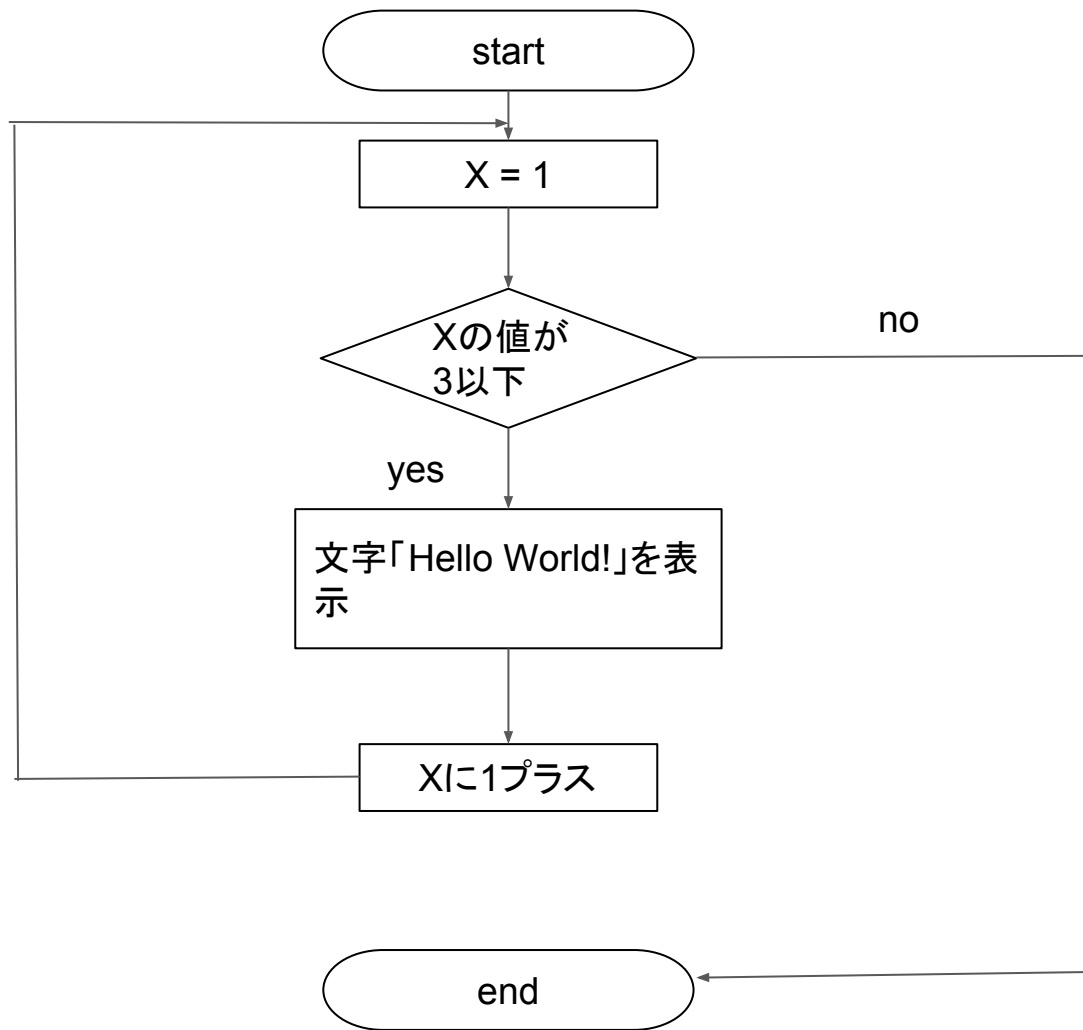 start
X = 1
Xの値が
3以下
no
yes
文字「Hello World!」を表
示
Xに1プラス
end